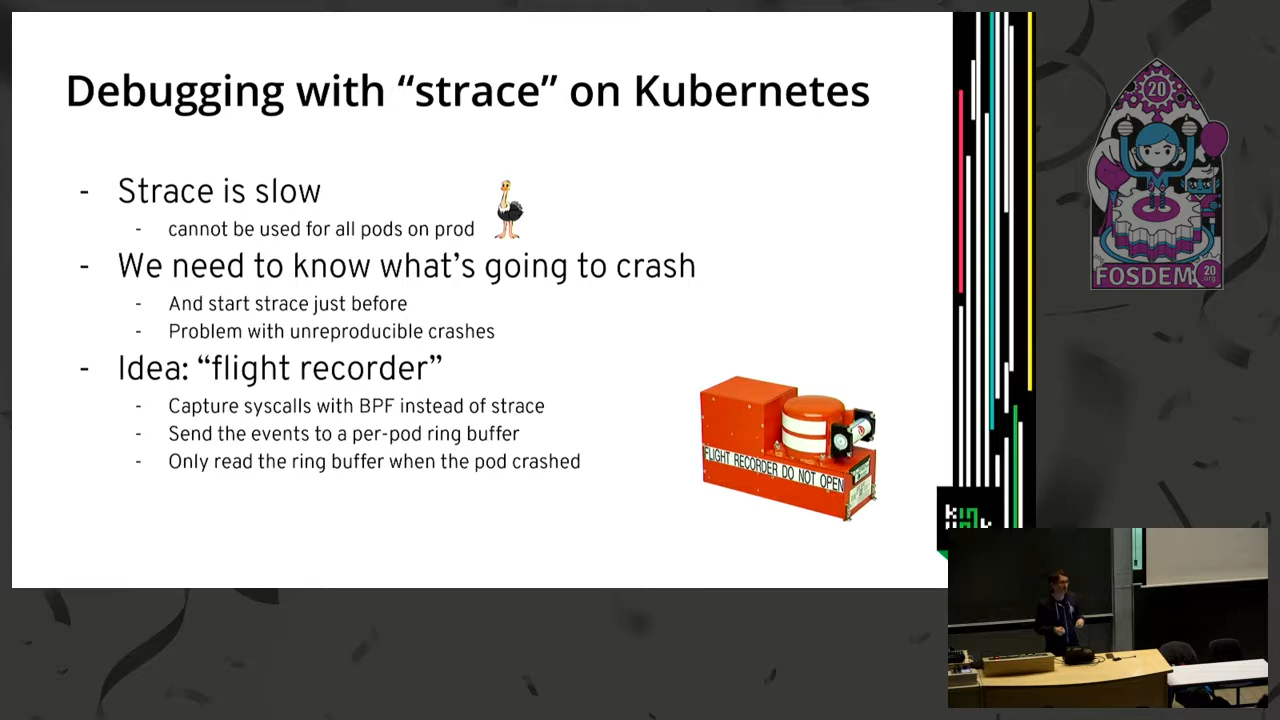 Debugging with “strace” on Kubernetes
- Strace is slow
- cannot be used for all pods on prod
- We need to know what’s going to crash
- And start strace just before
- Problem with unreproducible crashes
- Idea: “flight recorder”
- Capture syscalls with BPF instead of strace
- Send the events to a per-pod ring buffer
- Only read the ring buffer when the pod crashed
FLIGHT RECORDER DO NOT OPEN
20
FOSDEM
20
.org